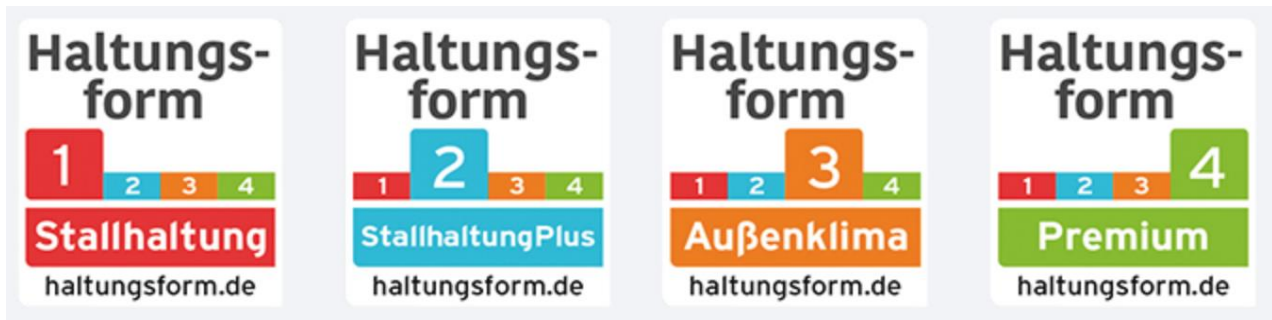 Haltungs-
form
1
2 3 4
Stallhaltung
haltungsform.de
Haltungs-
form
1 2 3 4
StallhaltungPlus
haltungsform.de
Haltungs-
form
1 2 3 4
Außenklima
haltungsform.de
Haltungs-
form
1 2 3 4
Premium
haltungsform.de